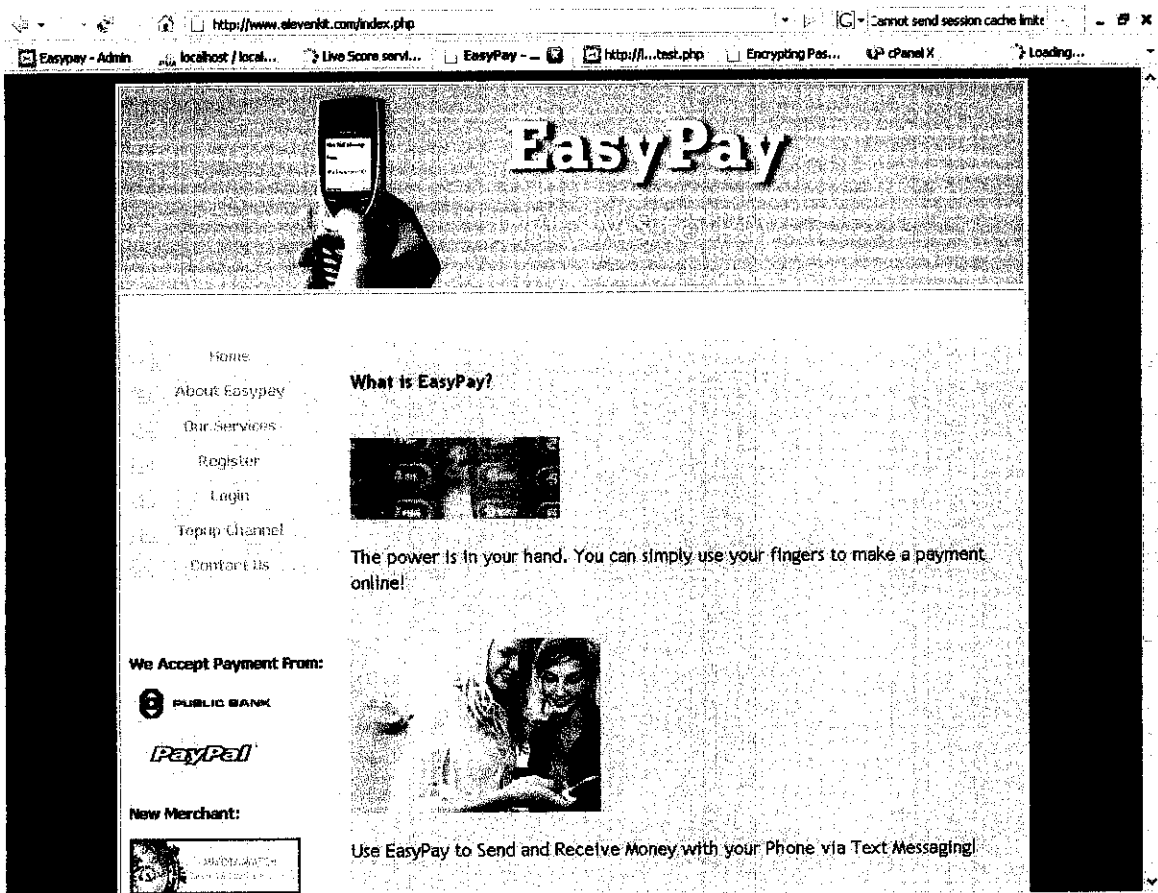 http://www.elevenkit.com/index.php
Cannot send session cache limite
Easypay - Admin
localhost / local...
Live Score servi...
EasyPay - ...
http://l...test.php
Encrypting Pas...
cPanel X
Loading...
EasyPay
Home
About Easypay
Our Services
Register
Login
Topup Channel
Contact Us
What is EasyPay?
The power is in your hand. You can simply use your fingers to make a payment
online!
We Accept Payment From:
PUBLIC BANK
PayPal
New Merchant:
Use EasyPay to Send and Receive Money with your Phone via Text Messaging!